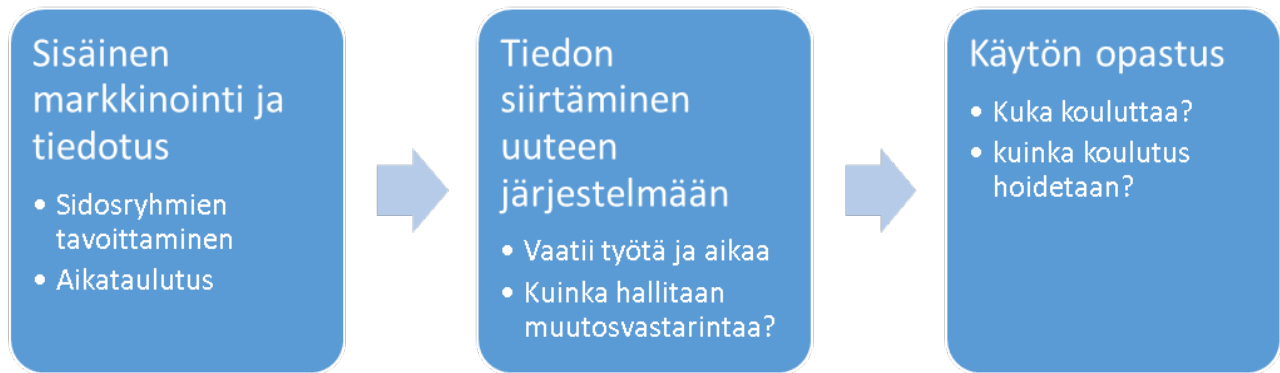 Sisäinen
markkinointi ja
tiedotus
• Sidosryhmien
tavoittaminen
• Aikataulutus
Tiedon
siirtäminen
uuteen
järjestelmään
• Vaatii työtä ja aikaa
• Kuinka hallitaan
muutosvastarintaa?
Käytön opastus
• Kuka kouluttaa?
• kuinka koulutus
hoidetaan?